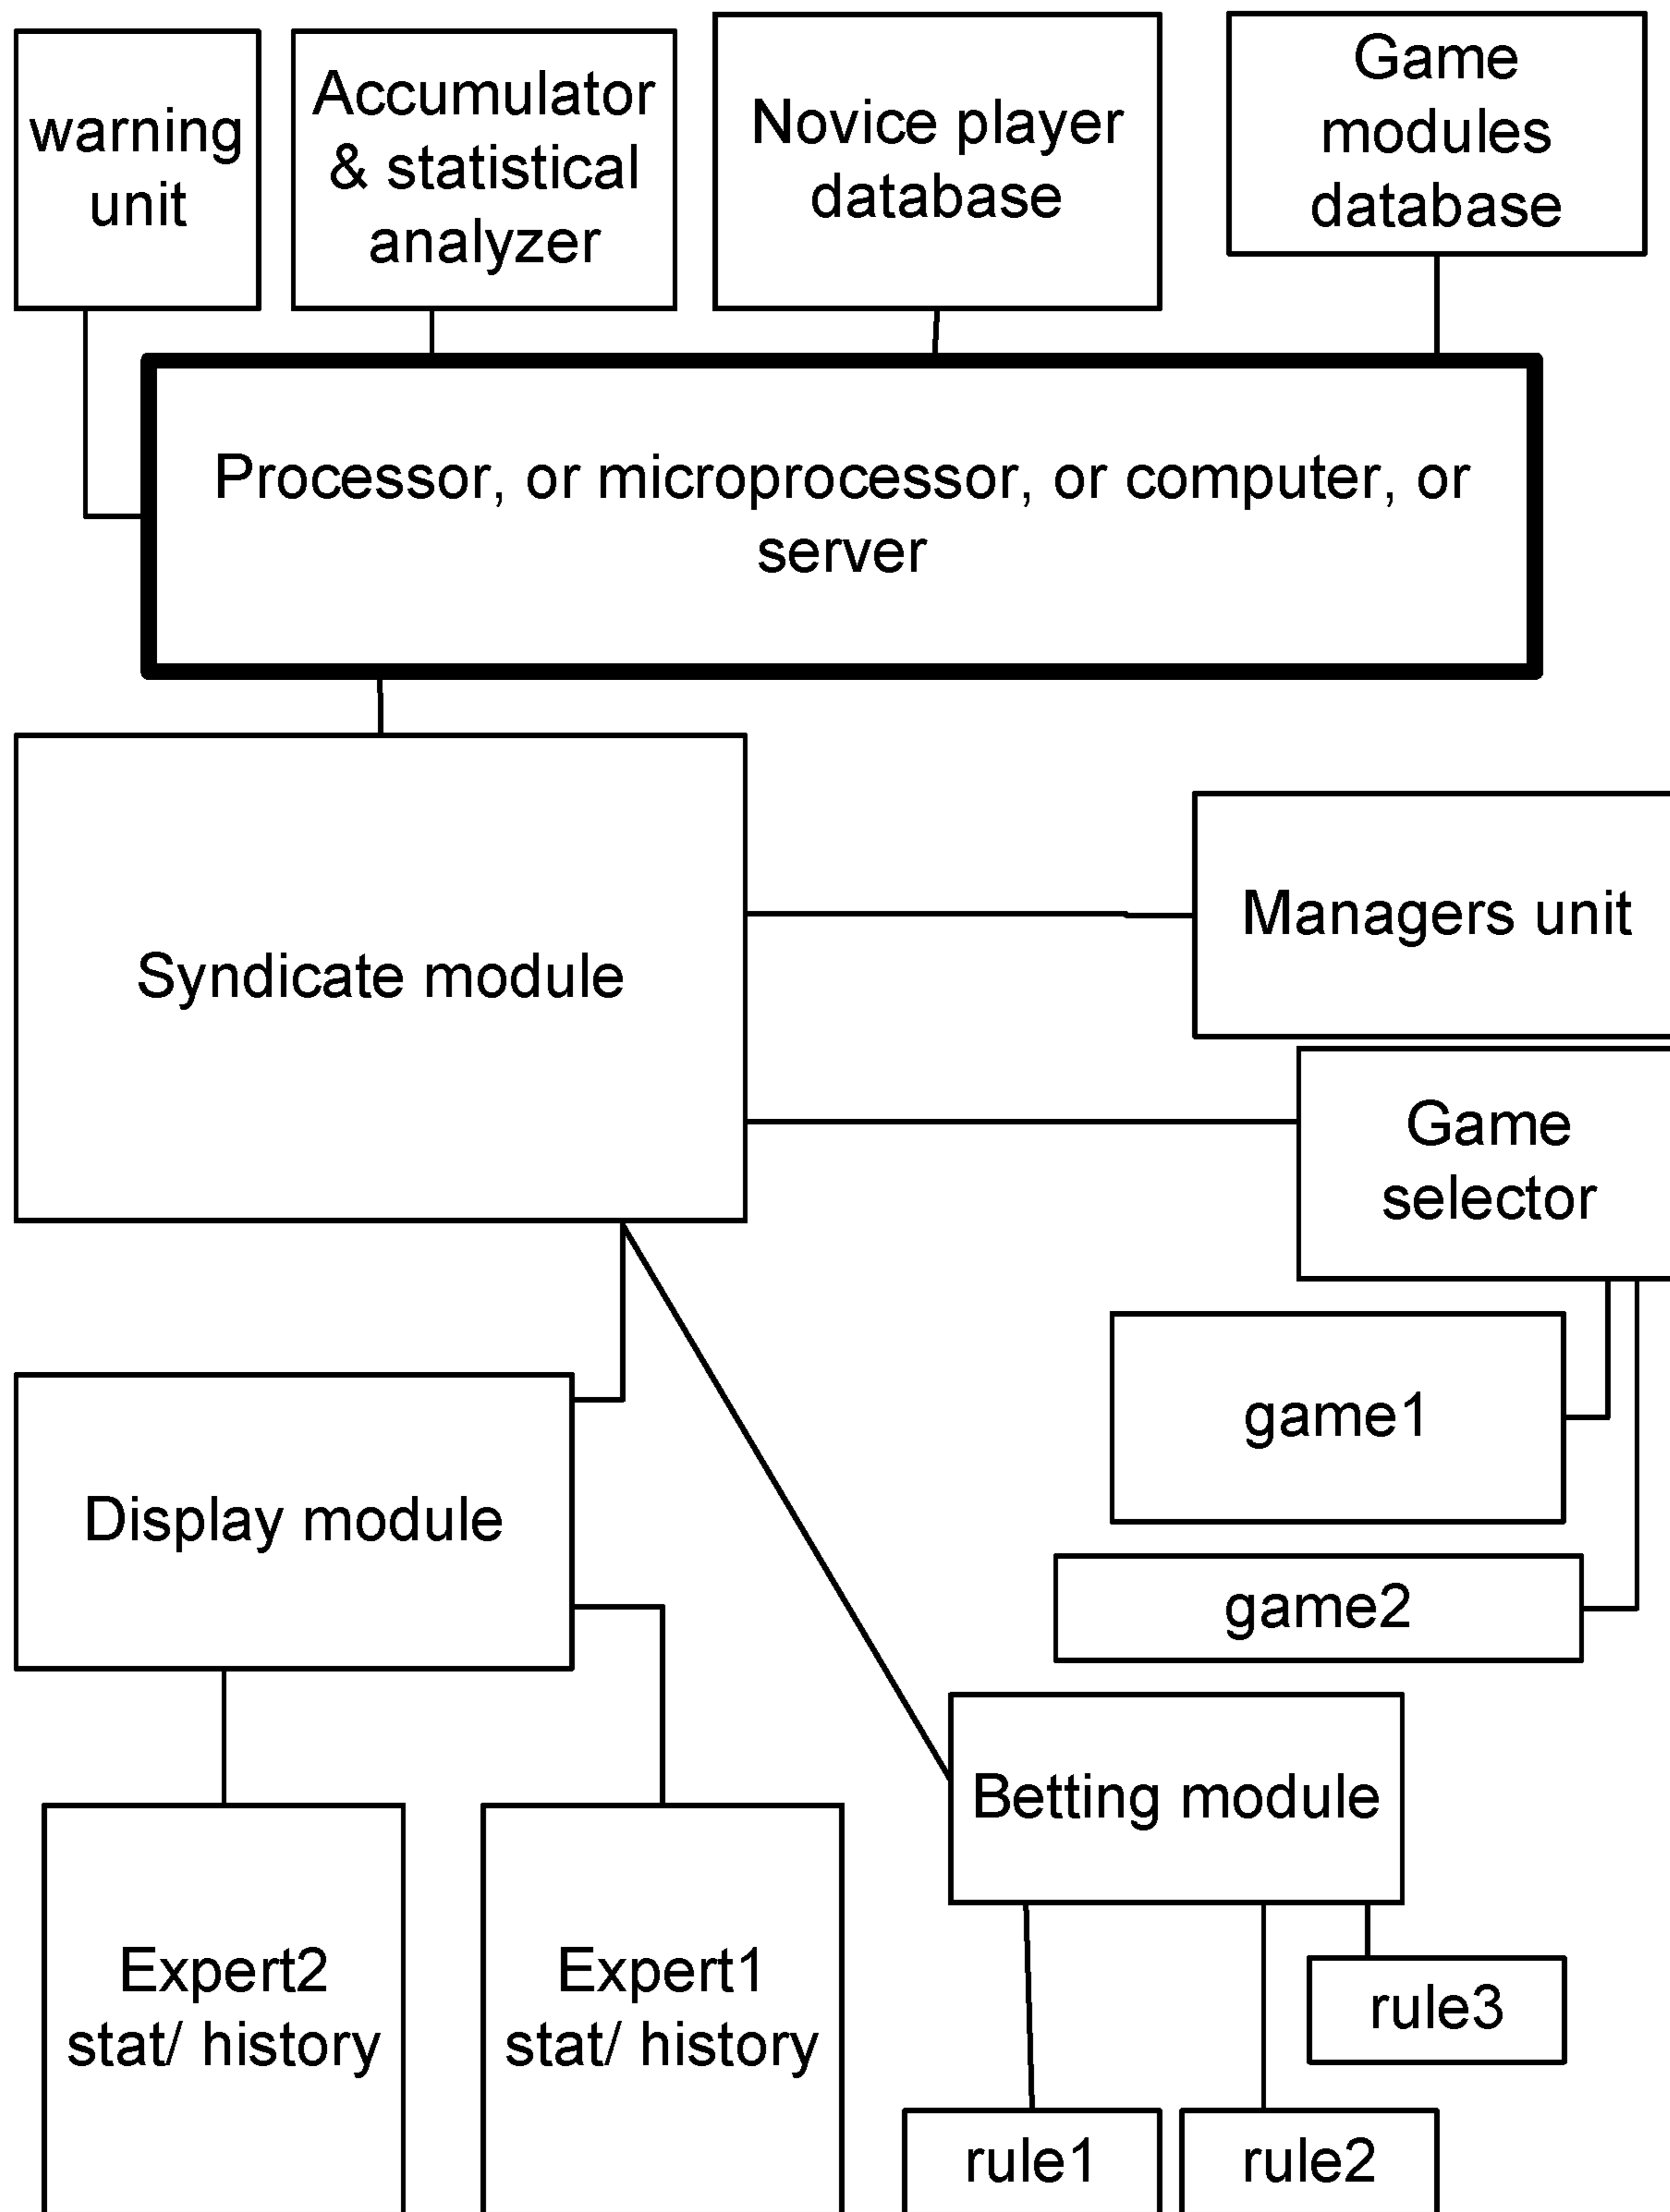 warning
unit
Accumulator
& statistical
analyzer
Novice player
database
Game
modules
database
Processor, or microprocessor, or computer, or
server
Syndicate module
Managers unit
Game
selector
game1
Display module
game2
Betting module
Expert2
stat/ history
Expert1
stat/ history
rule3
rule1
rule2